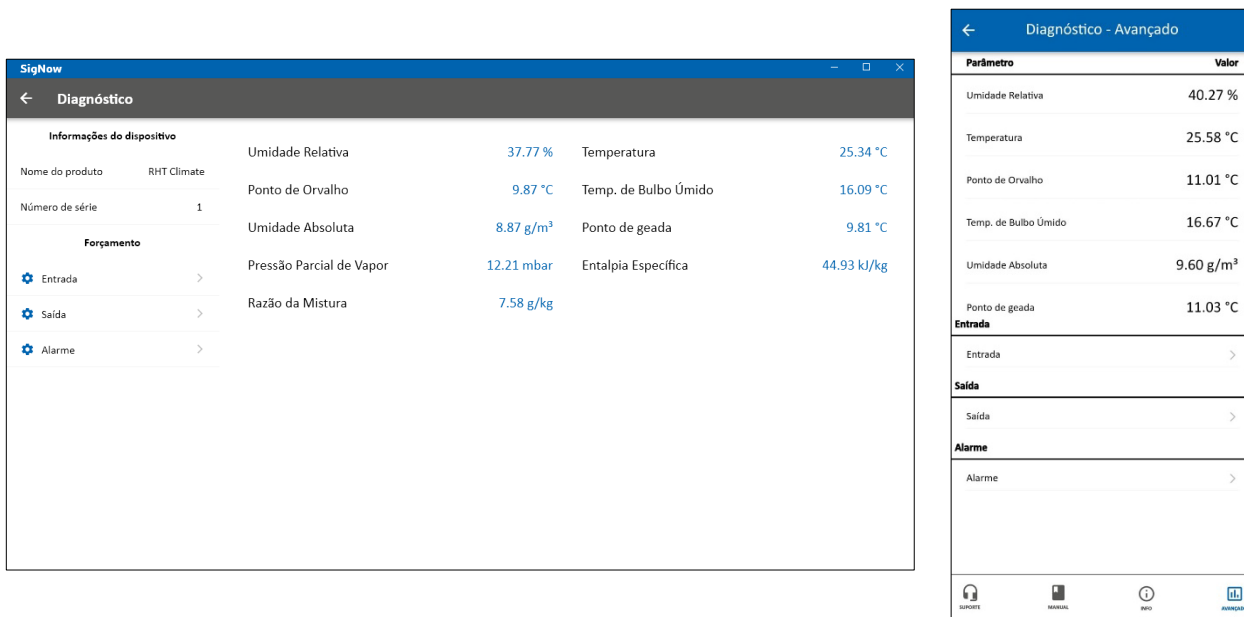 SigNow
Diagnóstico
Informações do dispositivo
Nome do produto RHT Climate
Número de série 1
Forçamento
Entrada
Saída
Alarme
Umidade Relativa 37.77 % Temperatura 25.34 °C
Ponto de Orvalho 9.87 °C Temp. de Bulbo Úmido 16.09 °C
Umidade Absoluta 8.87 g/m³ Ponto de geada 9.81 °C
Pressão Parcial de Vapor 12.21 mbar Entalpia Específica 44.93 kJ/kg
Razão da Mistura 7.58 g/kg
Diagnóstico - Avançado
Parâmetro Valor
Umidade Relativa 40.27 %
Temperatura 25.58 °C
Ponto de Orvalho 11.01 °C
Temp. de Bulbo Úmido 16.67 °C
Umidade Absoluta 9.60 g/m³
Ponto de geada 11.03 °C
Entrada
Entrada
Saída
Saída
Alarme
Alarme
SUPORTE MANUAL INFO AVANÇAD